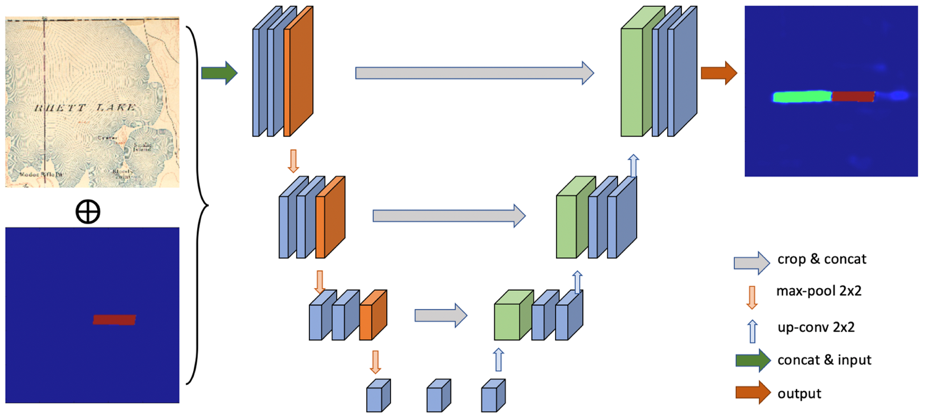 RHETT LAKE
crop & concat
max-pool 2x2
up-conv 2x2
concat & input
output